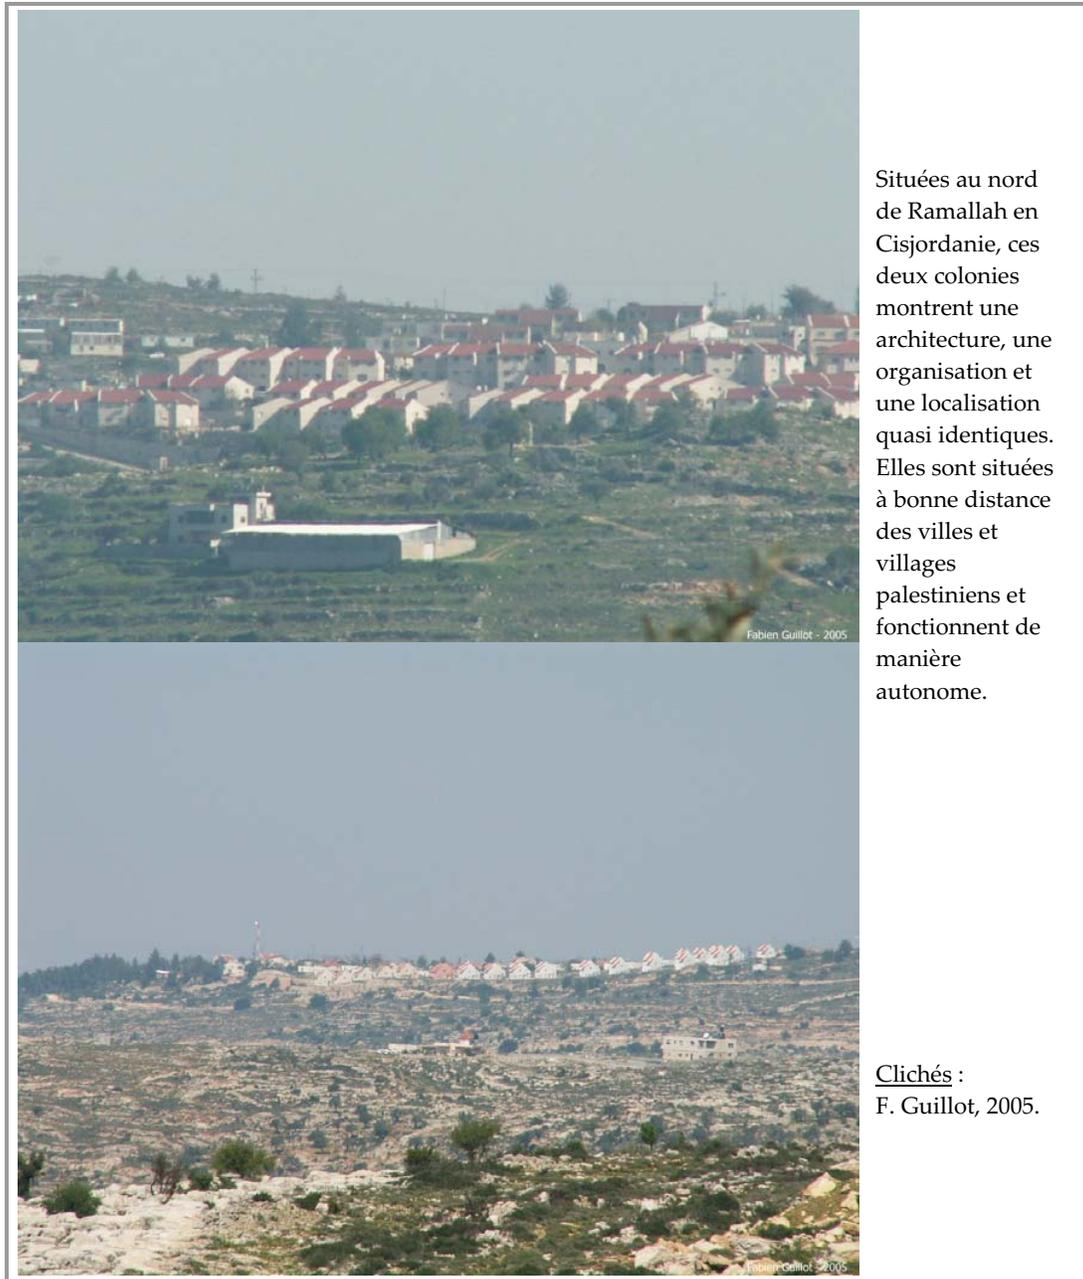 Situées au nord
de Ramallah en
Cisjordanie, ces
deux colonies
montrent une
architecture, une
organisation et
une localisation
quasi identiques.
Elles sont situées
à bonne distance
des villes et
villages
palestiniens et
fonctionnent de
manière
autonome.
Fabien Guillot - 2005
Clichés :
F. Guillot, 2005.
Fabien Guillot - 2005